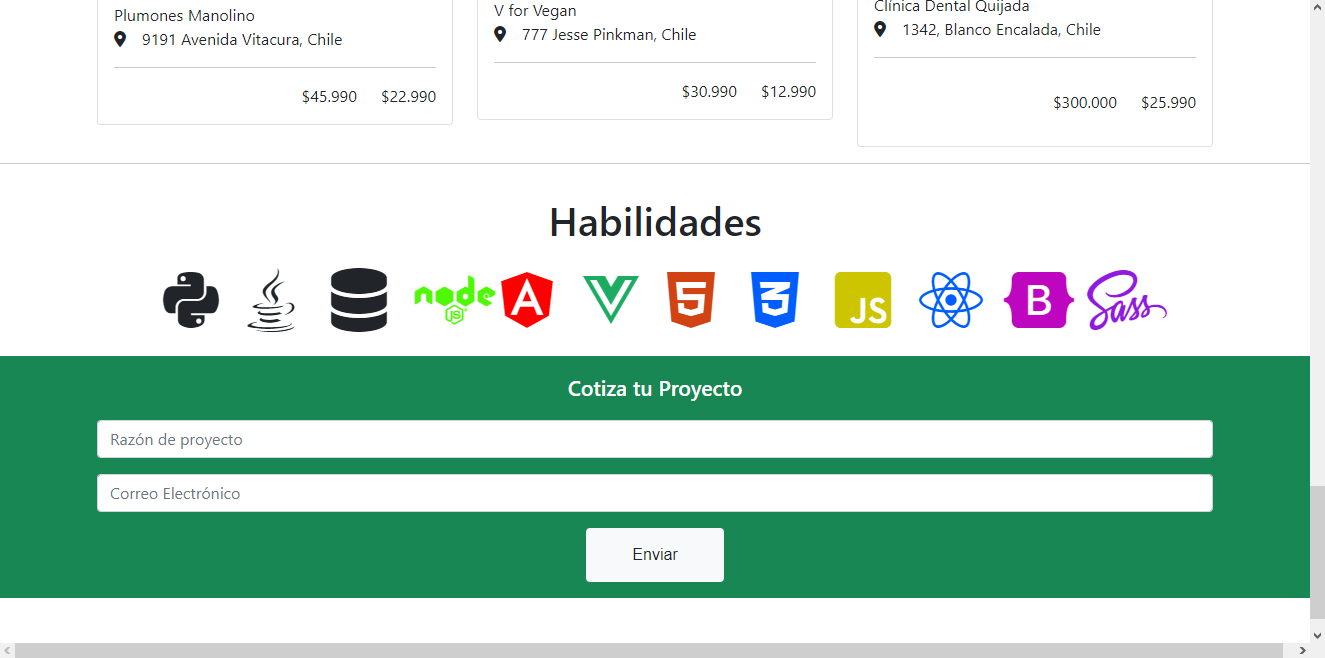 Plumones Manolino
9191 Avenida Vitacura, Chile
$45.990 $22.990
V for Vegan
777 Jesse Pinkman, Chile
$30.990 $12.990
Clínica Dental Quijada
1342, Blanco Encalada, Chile
$300.000 $25.990
Habilidades
node
JS
A
5
3
JS
B
Sass
Cotiza tu Proyecto
Razón de proyecto
Correo Electrónico
Enviar